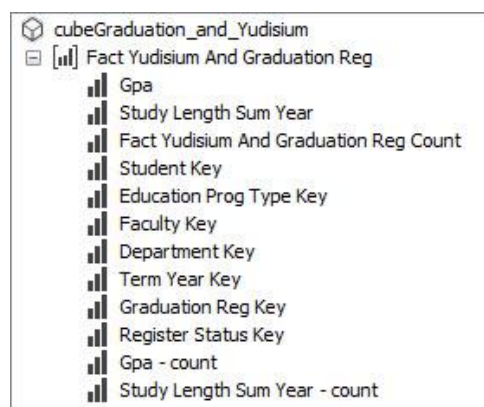 cubeGraduation_and_Yudisium
Fact Yudisium And Graduation Reg
Gpa
Study Length Sum Year
Fact Yudisium And Graduation Reg Count
Student Key
Education Prog Type Key
Faculty Key
Department Key
Term Year Key
Graduation Reg Key
Register Status Key
Gpa - count
Study Length Sum Year - count